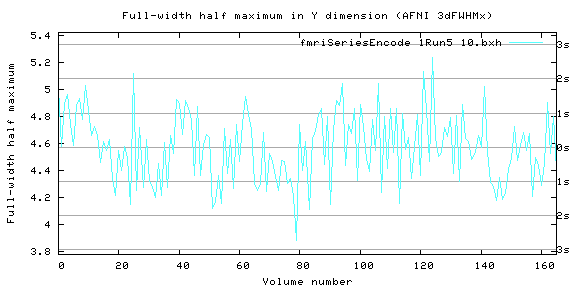 Full-width half maximum in Y dimension (AFNI 3dFWHMx)
fmriSeriesEncode 1Run5 10.bxh
Full-width half maximum
5.4
5.2
5
4.8
4.6
4.4
4.2
4
3.8
3s
2s
1s
0s
1s
2s
3s
0 20 40 60 80 100 120 140 160
Volume number